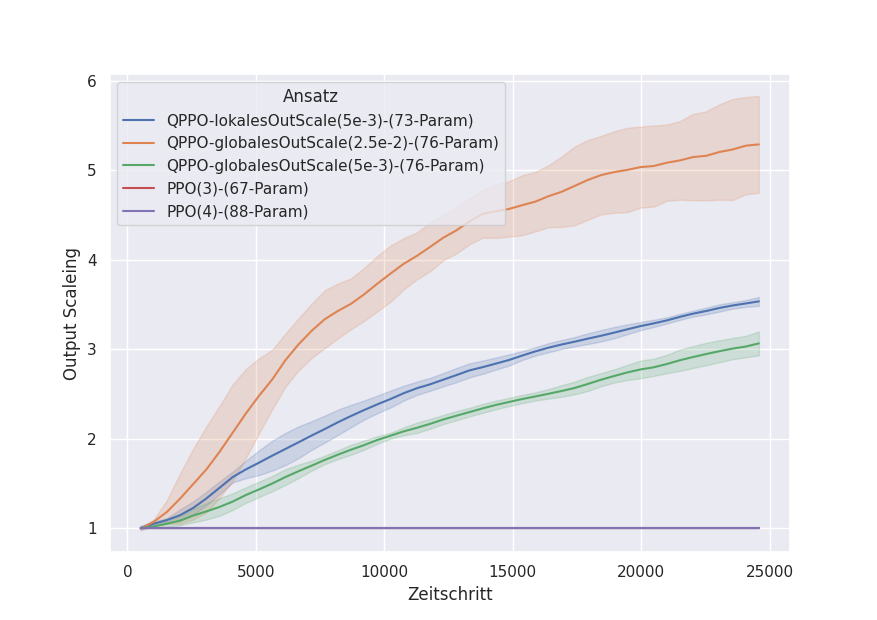 Ansatz
QPPO-lokalesOutScale(5e-3)-(73-Param)
QPPO-globalesOutScale(2.5e-2)-(76-Param)
QPPO-globalesOutScale(5e-3)-(76-Param)
PPO(3)-(67-Param)
PPO(4)-(88-Param)
Output Scaleing
6
5
4
3
2
1
0 5000 10000 15000 20000 25000
Zeitschritt